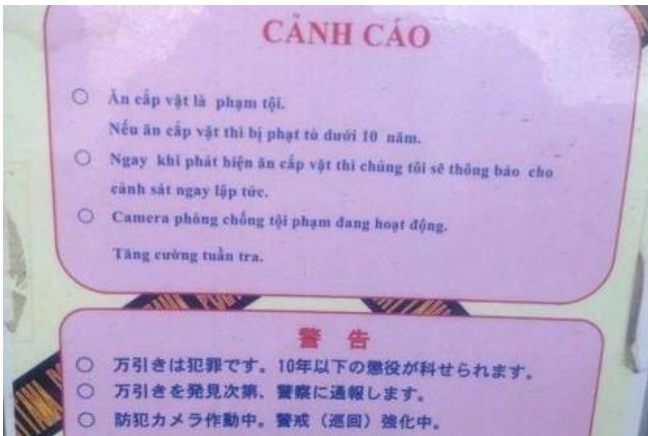 CẢNH CÁO
○ Ăn cắp vặt là phạm tội.
Nếu ăn cắp vặt thì bị phạt tù dưới 10 năm.
○ Ngay khi phát hiện ăn cắp vặt thì chúng tôi sẽ thông báo cho
cảnh sát ngay lập tức.
○ Camera phòng chống tội phạm đang hoạt động.
Tăng cường tuần tra.
警 告
○ 万引きは犯罪です。10年以下の懲役が科せられます。
○ 万引きを発見次第、警察に通報します。
○ 防犯カメラ作動中。警戒（巡回）強化中。